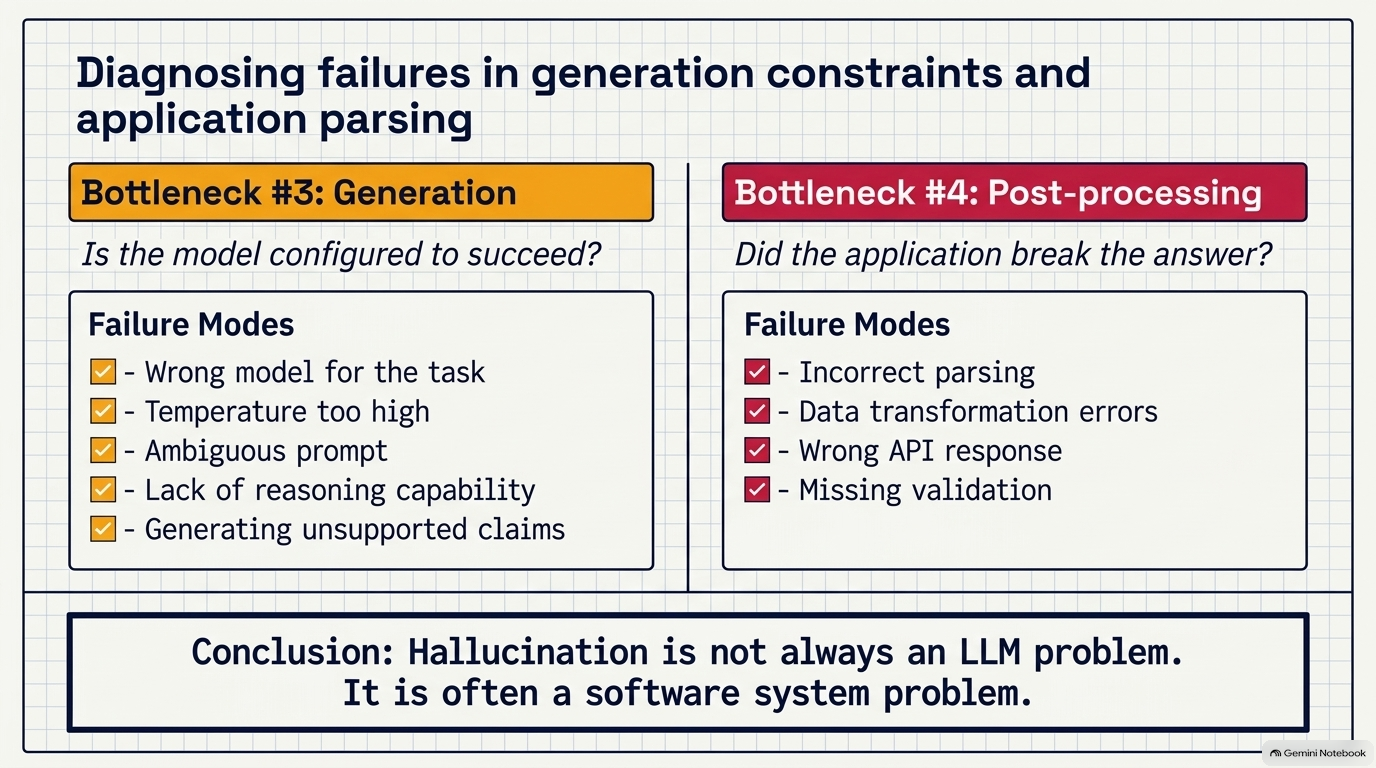 Diagnosing failures in generation constraints and
application parsing
Bottleneck #3: Generation
Is the model configured to succeed?
Failure Modes
- Wrong model for the task
- Temperature too high
- Ambiguous prompt
- Lack of reasoning capability
- Generating unsupported claims
Bottleneck #4: Post-processing
Did the application break the answer?
Failure Modes
- Incorrect parsing
- Data transformation errors
- Wrong API response
- Missing validation
Conclusion: Hallucination is not always an LLM problem.
It is often a software system problem.
Gemini Notebook